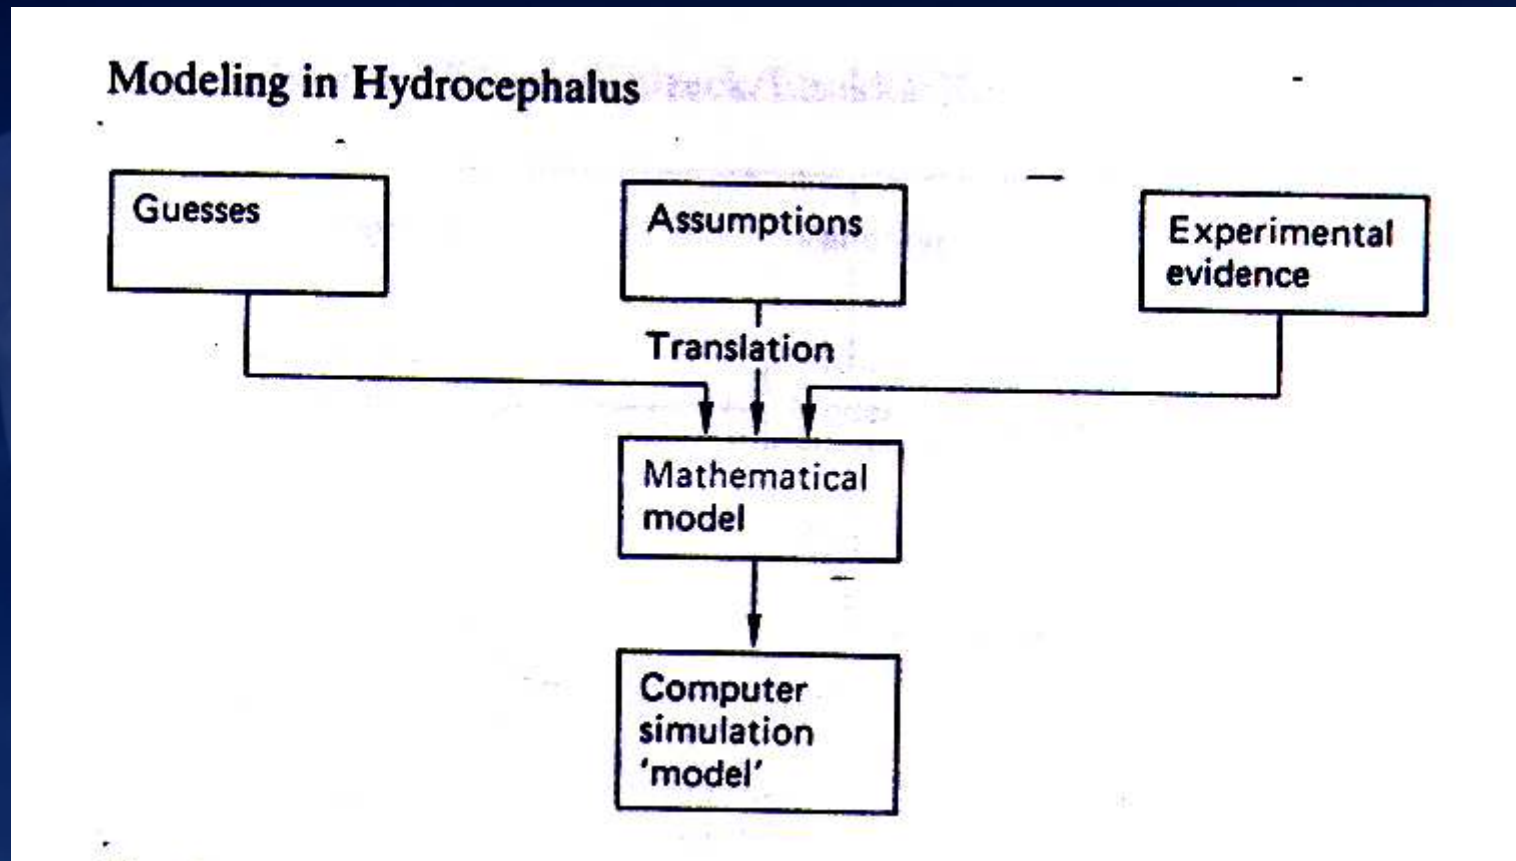 Modeling in Hydrocephalus
Guesses
Assumptions
Experimental
evidence
Translation
Mathematical
model
Computer
simulation
‘model’